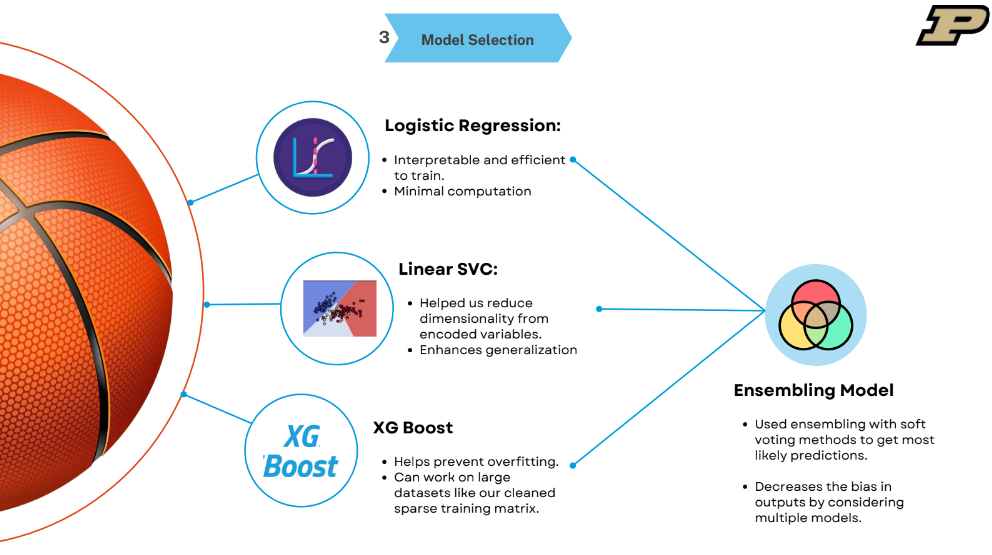 3
Model Selection
P
Logistic Regression:
• Interpretable and efficient
to train.
• Minimal computation
Linear SVC:
• Helped us reduce
dimensionality from
encoded variables.
• Enhances generalization
XG
Boost
XG Boost
• Helps prevent overfitting.
• Can work on large
datasets like our cleaned
sparse training matrix.
Ensembling Model
• Used ensembling with soft
voting methods to get most
likely predictions.
• Decreases the bias in
outputs by considering
multiple models.